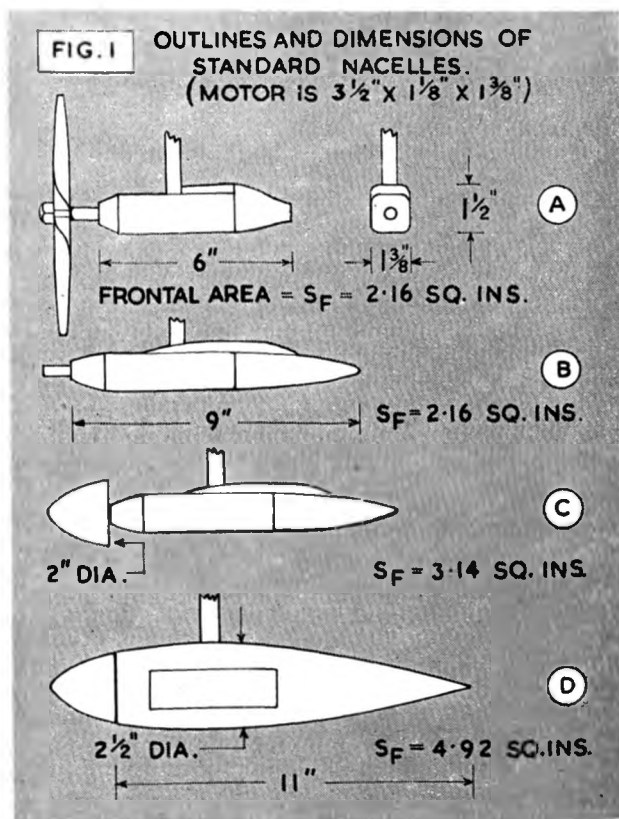 FIG. 1
OUTLINES AND DIMENSIONS OF
STANDARD NACELLES.
(MOTOR IS 3½" X 1⅛" X 1⅜")
1½"
A
6"
1⅜"
FRONTAL AREA = SF = 2·16 SQ. INS.
B
9"
SF = 2·16 SQ. INS.
C
2" DIA.
SF = 3·14 SQ. INS.
D
2½" DIA.
SF = 4·92 SQ. INS.
11"